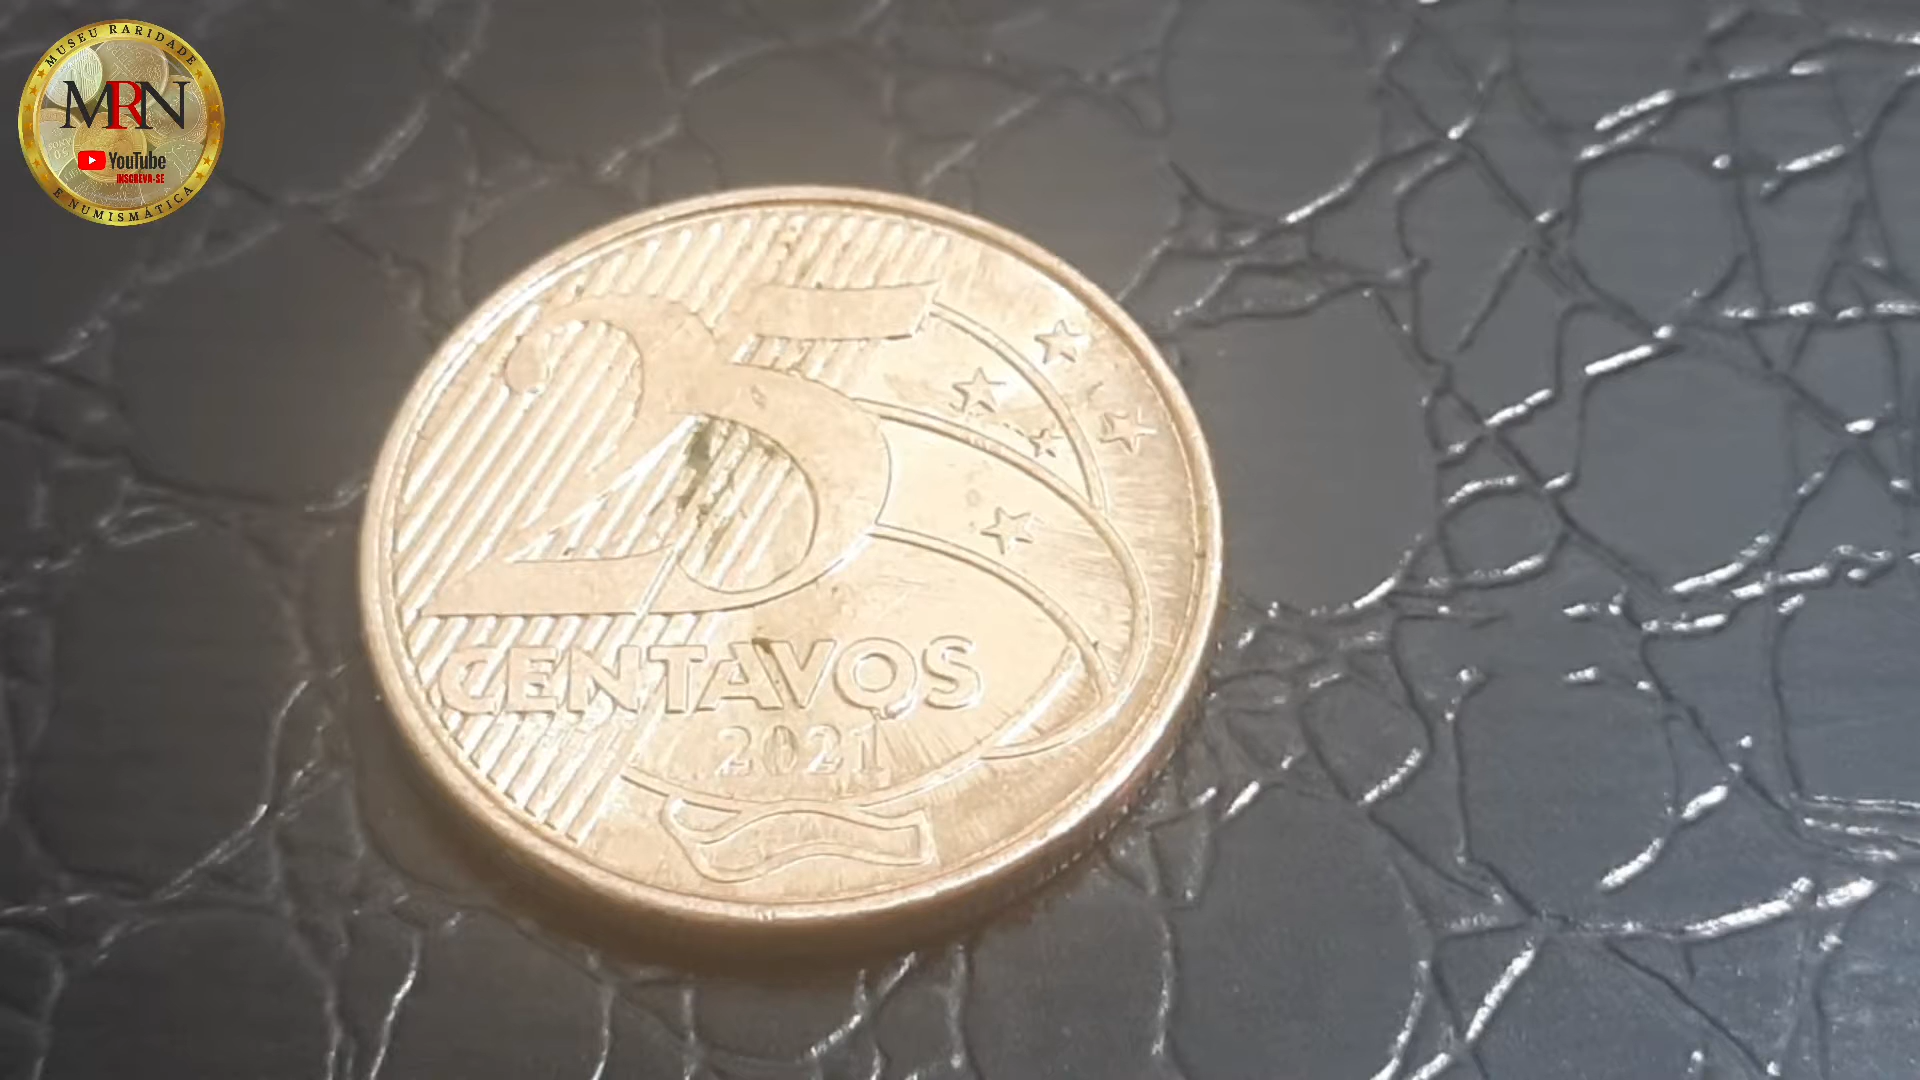 MUSEU RARIDADE
MRN
YouTube
INSCREVA-SE
E NUMISMÁTICA
25
CENTAVOS
2021